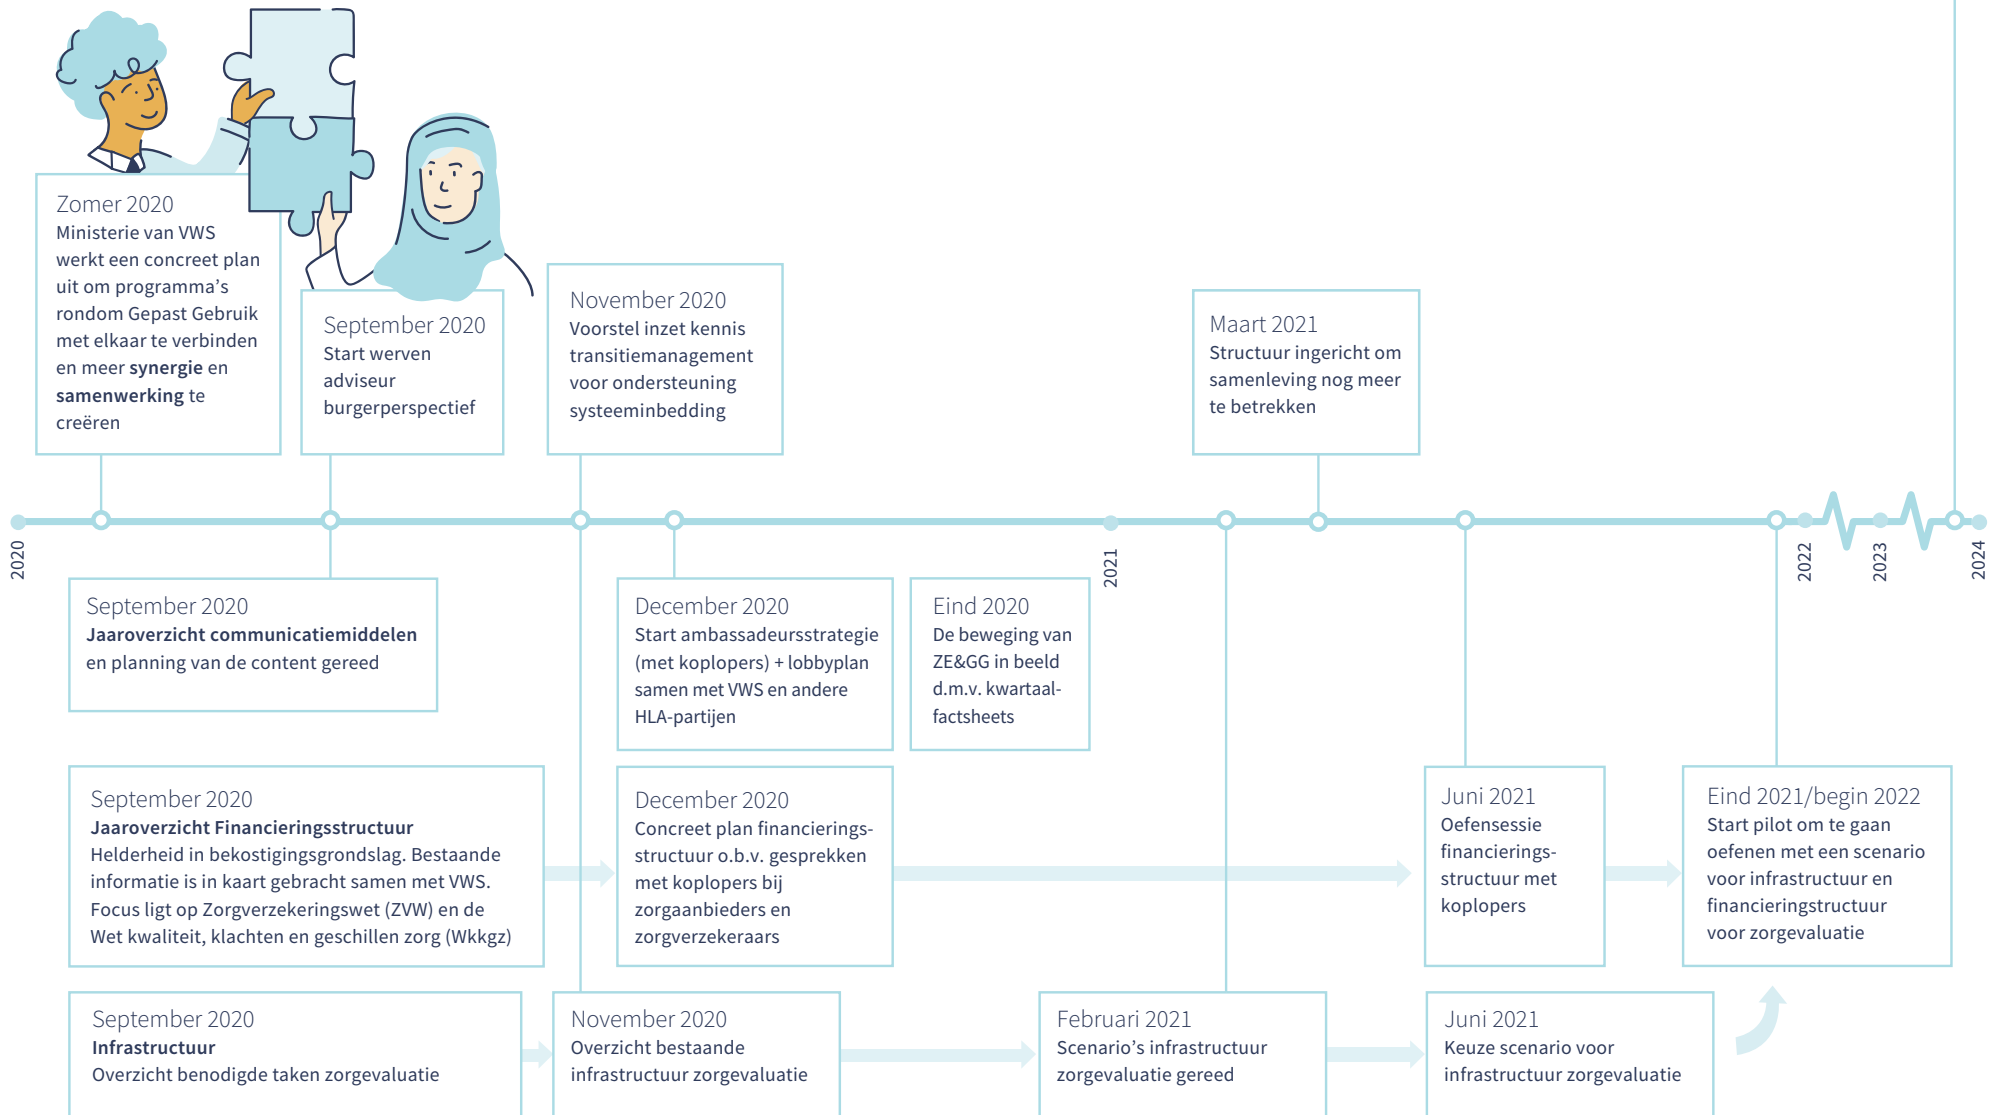 Zomer 2020
Ministerie van VWS
werkt een concreet plan
uit om programma's
rondom Gepast Gebruik
met elkaar te verbinden
en meer synergie en
samenwerking te
creëren
September 2020
Start werven
adviseur
burgerperspectief
November 2020
Voorstel inzet kennis
transitiemanagement
voor ondersteuning
systeeminbedding
Maart 2021
Structuur ingericht om
samenleving nog meer
te betrekken
2020
2021
2022
2023
2024
September 2020
Jaaroverzicht communicatiemiddelen
en planning van de content gereed
December 2020
Start ambassadeursstrategie
(met koplopers) + lobbyplan
samen met VWS en andere
HLA-partijen
Eind 2020
De beweging van
ZE&GG in beeld
d.m.v. kwartaal-
factsheets
September 2020
Jaaroverzicht Financieringsstructuur
Helderheid in bekostigingsgrondslag. Bestaande
informatie is in kaart gebracht samen met VWS.
Focus ligt op Zorgverzekeringswet (ZVW) en de
Wet kwaliteit, klachten en geschillen zorg (Wkkgz)
December 2020
Concreet plan financierings-
structuur o.b.v. gesprekken
met koplopers bij
zorgaanbieders en
zorgverzekeraars
Juni 2021
Oefensessie
financierings-
structuur met
koplopers
Eind 2021/begin 2022
Start pilot om te gaan
oefenen met een scenario
voor infrastructuur en
financieringstructuur
voor zorgevaluatie
September 2020
Infrastructuur
Overzicht benodigde taken zorgevaluatie
November 2020
Overzicht bestaande
infrastructuur zorgevaluatie
Februari 2021
Scenario's infrastructuur
zorgevaluatie gereed
Juni 2021
Keuze scenario voor
infrastructuur zorgevaluatie